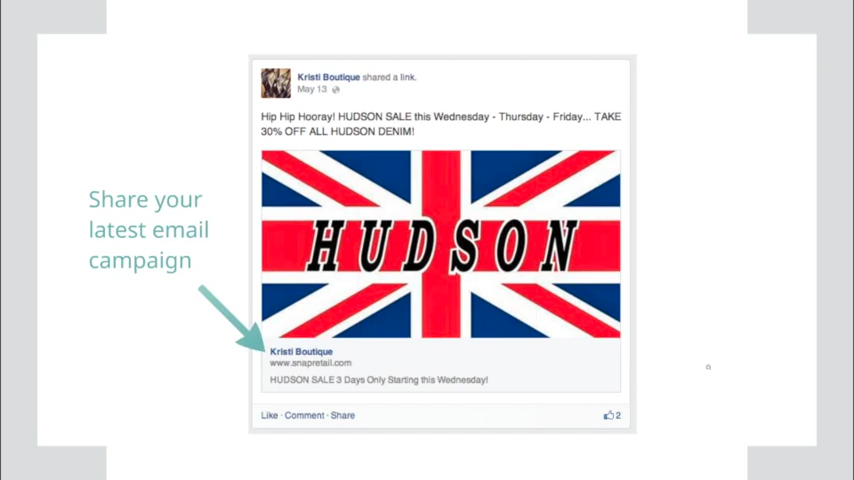 Kristi Boutique shared a link.
May 13
Hip Hip Hooray! HUDSON SALE this Wednesday - Thursday - Friday... TAKE
30% OFF ALL HUDSON DENIM!
HUDSON
Share your
latest email
campaign
Kristi Boutique
www.snapretail.com
HUDSON SALE 3 Days Only Starting this Wednesday!
Like · Comment · Share
2